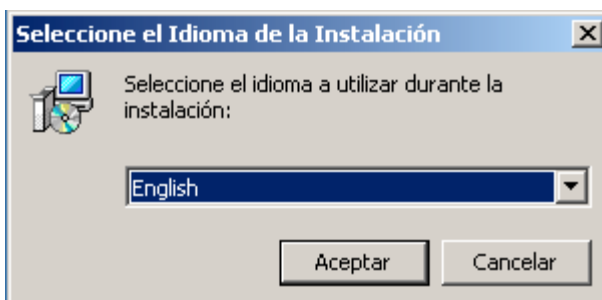 Seleccione el Idioma de la Instalación
Seleccione el idioma a utilizar durante la
instalación:
English
Aceptar
Cancelar